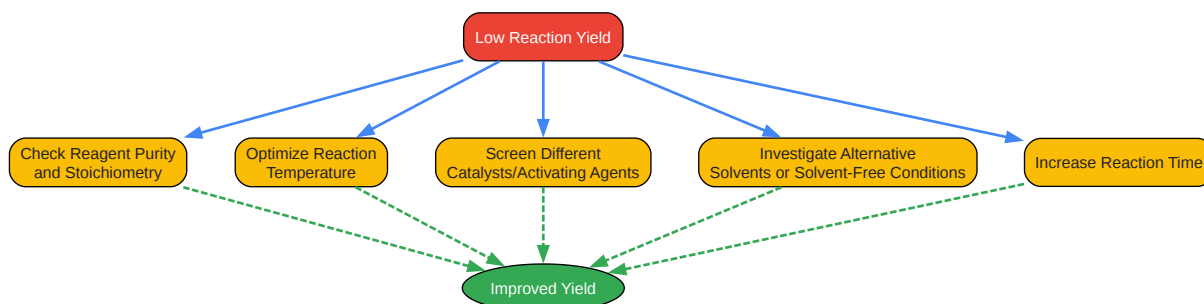 Low Reaction Yield
Check Reagent Purity
and Stoichiometry
Optimize Reaction
Temperature
Screen Different
Catalysts/Activating Agents
Investigate Alternative
Solvents or Solvent-Free Conditions
Increase Reaction Time
Improved Yield